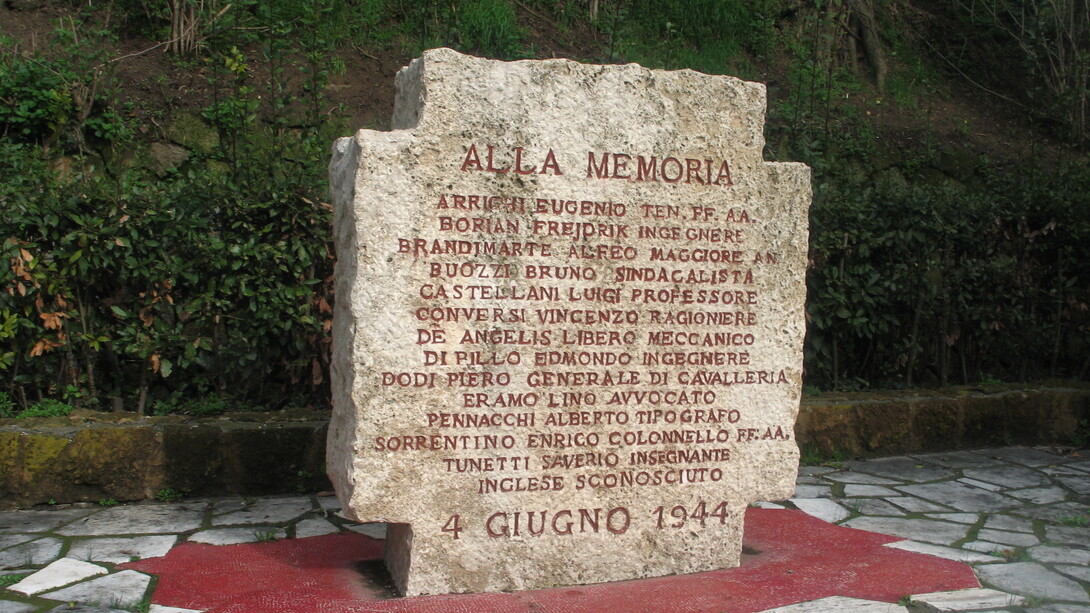 ALLA MEMORIA
ARRIGHI EUGENIO TEN. FF. AA.
BORIAN FREJDRIK INGEGNERE
BRANDIMARTE ALFEO MAGGIORE AN
BUOZZI BRUNO SINDACALISTA
CASTELLANI LUIGI PROFESSORE
CONVERSI VINCENZO RAGIONIERE
DE ANGELIS LIBERO MECCANICO
DI PILLO EDMONDO INGEGNERE
DODI PIERO GENERALE DI CAVALLERIA
ERAMO LINO AVVOCATO
PENNACCHI ALBERTO TIPOGRAFO
SORRENTINO ENRICO COLONNELLO FF. AA.
TUNETTI SAVERIO INSEGNANTE
INGLESE SCONOSCIUTO
4 GIUGNO 1944